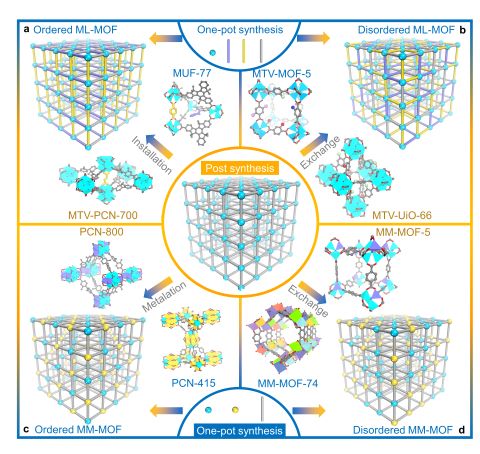 a Ordered ML-MOF
One-pot synthesis
Disordered ML-MOF b
MUF-77
MTV-MOF-5
Installation
Exchange
Post synthesis
MTV-PCN-700
MTV-UiO-66
PCN-800
MM-MOF-5
Metalation
Exchange
PCN-415
MM-MOF-74
c Ordered MM-MOF
One-pot synthesis
Disordered MM-MOF d